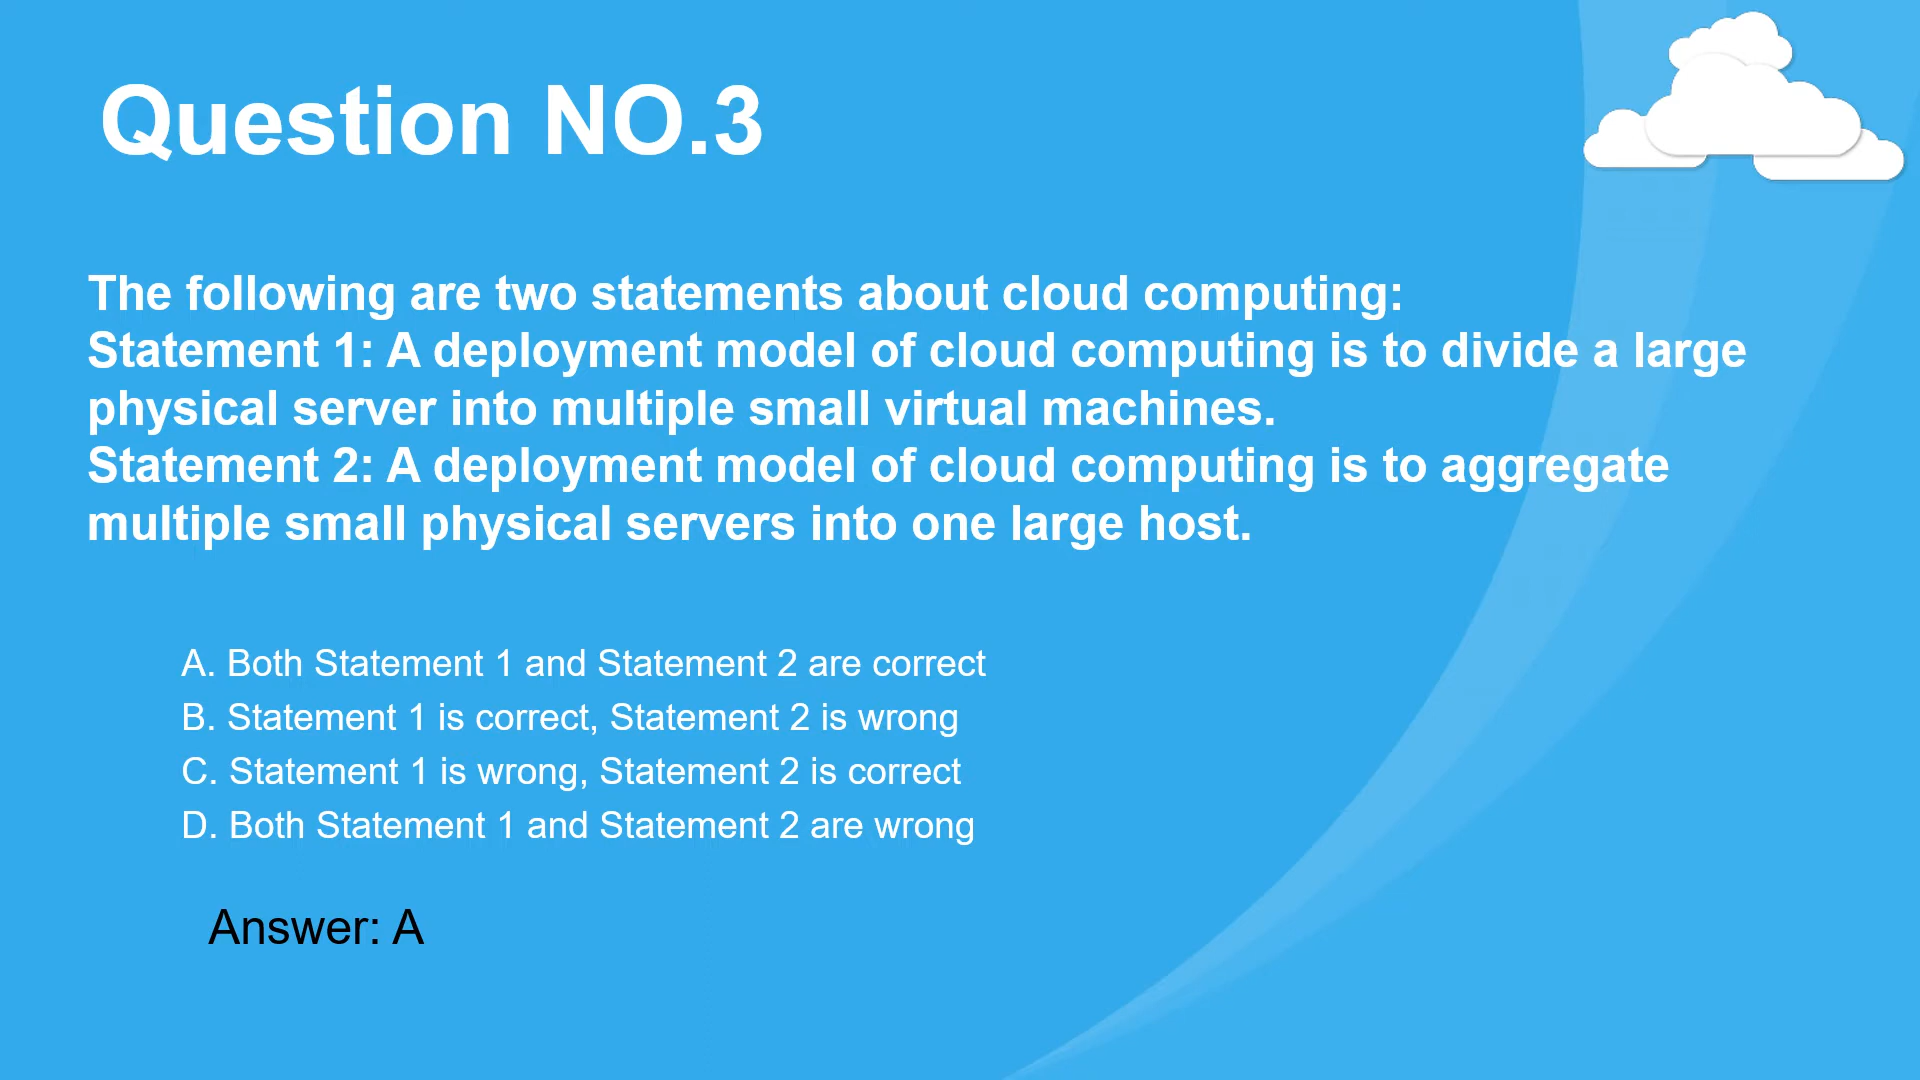 Question NO.3
The following are two statements about cloud computing:
Statement 1: A deployment model of cloud computing is to divide a large
physical server into multiple small virtual machines.
Statement 2: A deployment model of cloud computing is to aggregate
multiple small physical servers into one large host.
A. Both Statement 1 and Statement 2 are correct
B. Statement 1 is correct, Statement 2 is wrong
C. Statement 1 is wrong, Statement 2 is correct
D. Both Statement 1 and Statement 2 are wrong
Answer: A